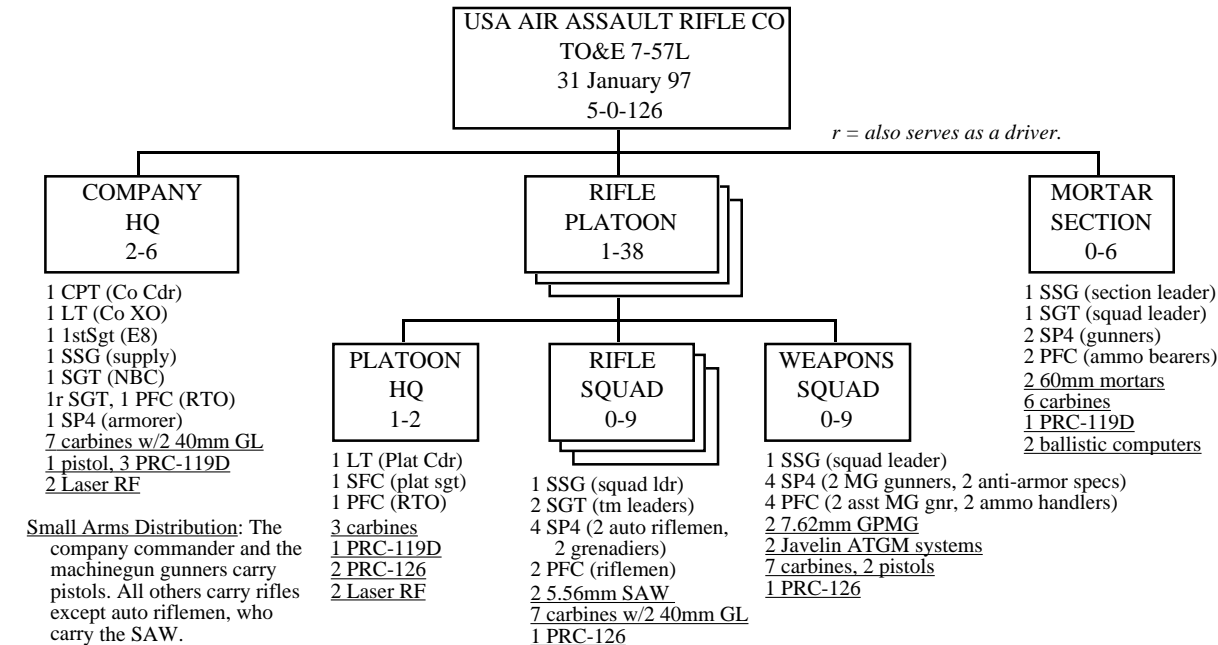 USA AIR ASSAULT RIFLE CO
TO&E 7-57L
31 January 97
5-0-126
r = also serves as a driver.
COMPANY
HQ
2-6
1 CPT (Co Cdr)
1 LT (Co XO)
1 1stSgt (E8)
1 SSG (supply)
1 SGT (NBC)
1r SGT, 1 PFC (RTO)
1 SP4 (armorer)
7 carbines w/2 40mm GL
1 pistol, 3 PRC-119D
2 Laser RF
Small Arms Distribution: The
company commander and the
machinegun gunners carry
pistols. All others carry rifles
except auto riflemen, who
carry the SAW.
RIFLE
PLATOON
1-38
PLATOON
HQ
1-2
1 LT (Plat Cdr)
1 SFC (plat sgt)
1 PFC (RTO)
3 carbines
1 PRC-119D
2 PRC-126
2 Laser RF
RIFLE
SQUAD
0-9
1 SSG (squad ldr)
2 SGT (tm leaders)
4 SP4 (2 auto riflemen,
2 grenadiers)
2 PFC (riflemen)
2 5.56mm SAW
7 carbines w/2 40mm GL
1 PRC-126
WEAPONS
SQUAD
0-9
1 SSG (squad leader)
4 SP4 (2 MG gunners, 2 anti-armor specs)
4 PFC (2 asst MG gnr, 2 ammo handlers)
2 7.62mm GPMG
2 Javelin ATGM systems
7 carbines, 2 pistols
1 PRC-126
MORTAR
SECTION
0-6
1 SSG (section leader)
1 SGT (squad leader)
2 SP4 (gunners)
2 PFC (ammo bearers)
2 60mm mortars
6 carbines
1 PRC-119D
2 ballistic computers